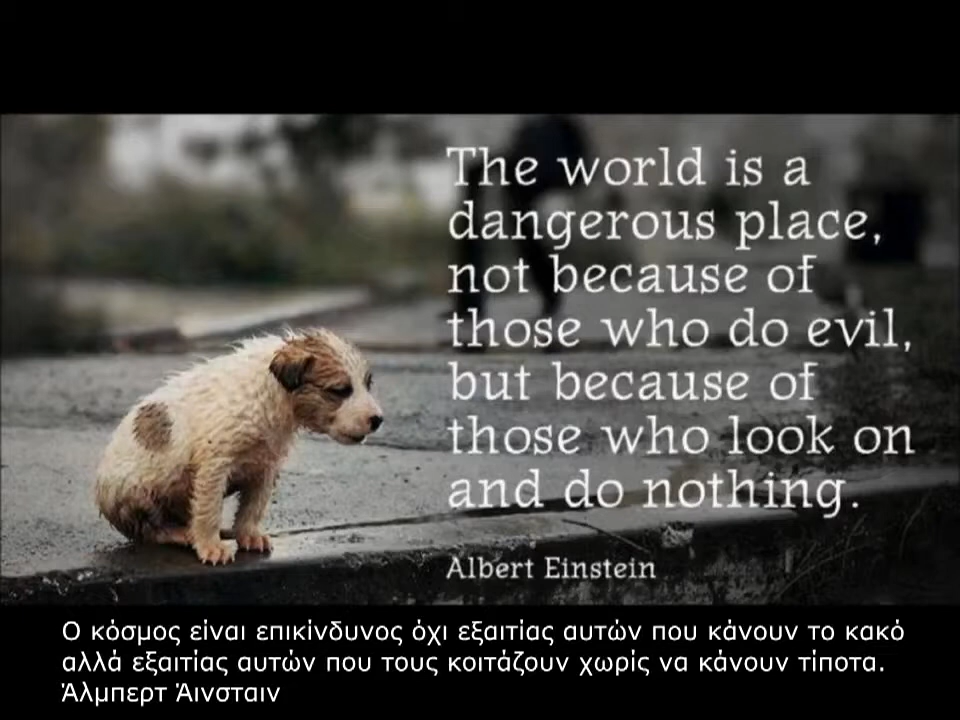 The world is a
dangerous place,
not because of
those who do evil,
but because of
those who look on
and do nothing.
Albert Einstein
Ο κόσμος είναι επικίνδυνος όχι εξαιτίας αυτών που κάνουν το κακό
αλλά εξαιτίας αυτών που τους κοιτάζουν χωρίς να κάνουν τίποτα.
Άλμπερτ Άινσταιν